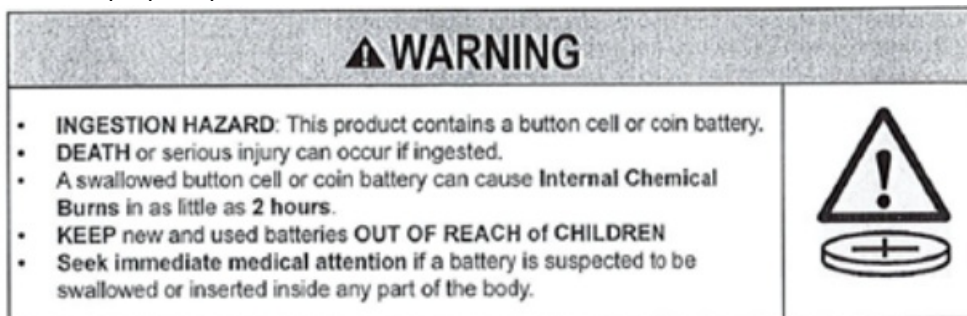 ⚠WARNING
• INGESTION HAZARD: This product contains a button cell or coin battery.
• DEATH or serious injury can occur if ingested.
• A swallowed button cell or coin battery can cause Internal Chemical
Burns in as little as 2 hours.
• KEEP new and used batteries OUT OF REACH of CHILDREN
• Seek immediate medical attention if a battery is suspected to be
swallowed or inserted inside any part of the body.